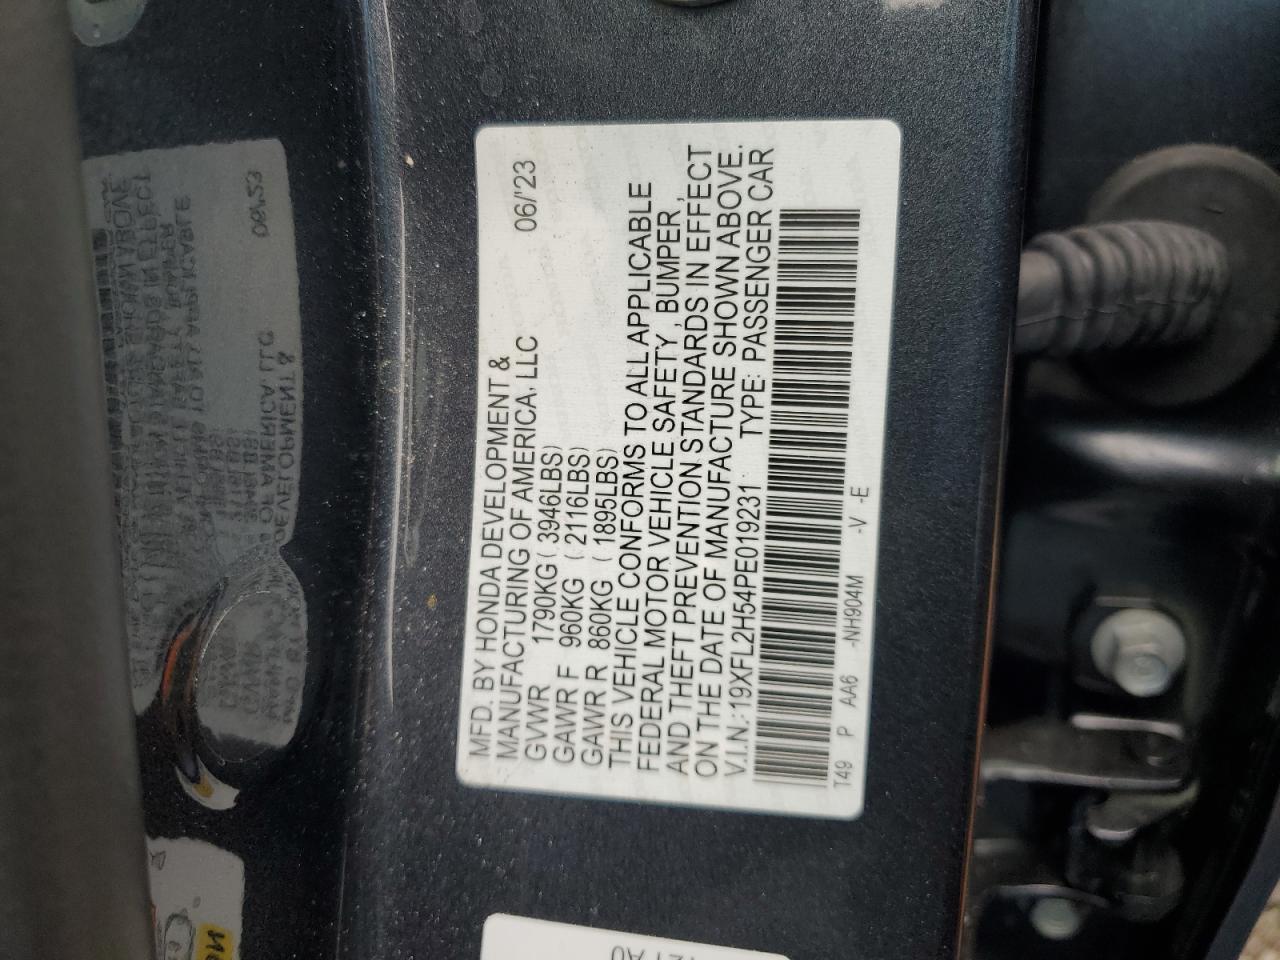 MFD. BY HONDA DEVELOPMENT &
MANUFACTURING OF AMERICA, LLC 06/'23
GVWR 1790KG ( 3946LBS)
GAWR F 960KG ( 2116LBS)
GAWR R 860KG ( 1895LBS)
THIS VEHICLE CONFORMS TO ALL APPLICABLE
FEDERAL MOTOR VEHICLE SAFETY, BUMPER,
AND THEFT PREVENTION STANDARDS IN EFFECT
ON THE DATE OF MANUFACTURE SHOWN ABOVE.
V.I.N.: 19XFL2H54PE019231 TYPE: PASSENGER CAR
T49 P AA6 -NH904M -V -E